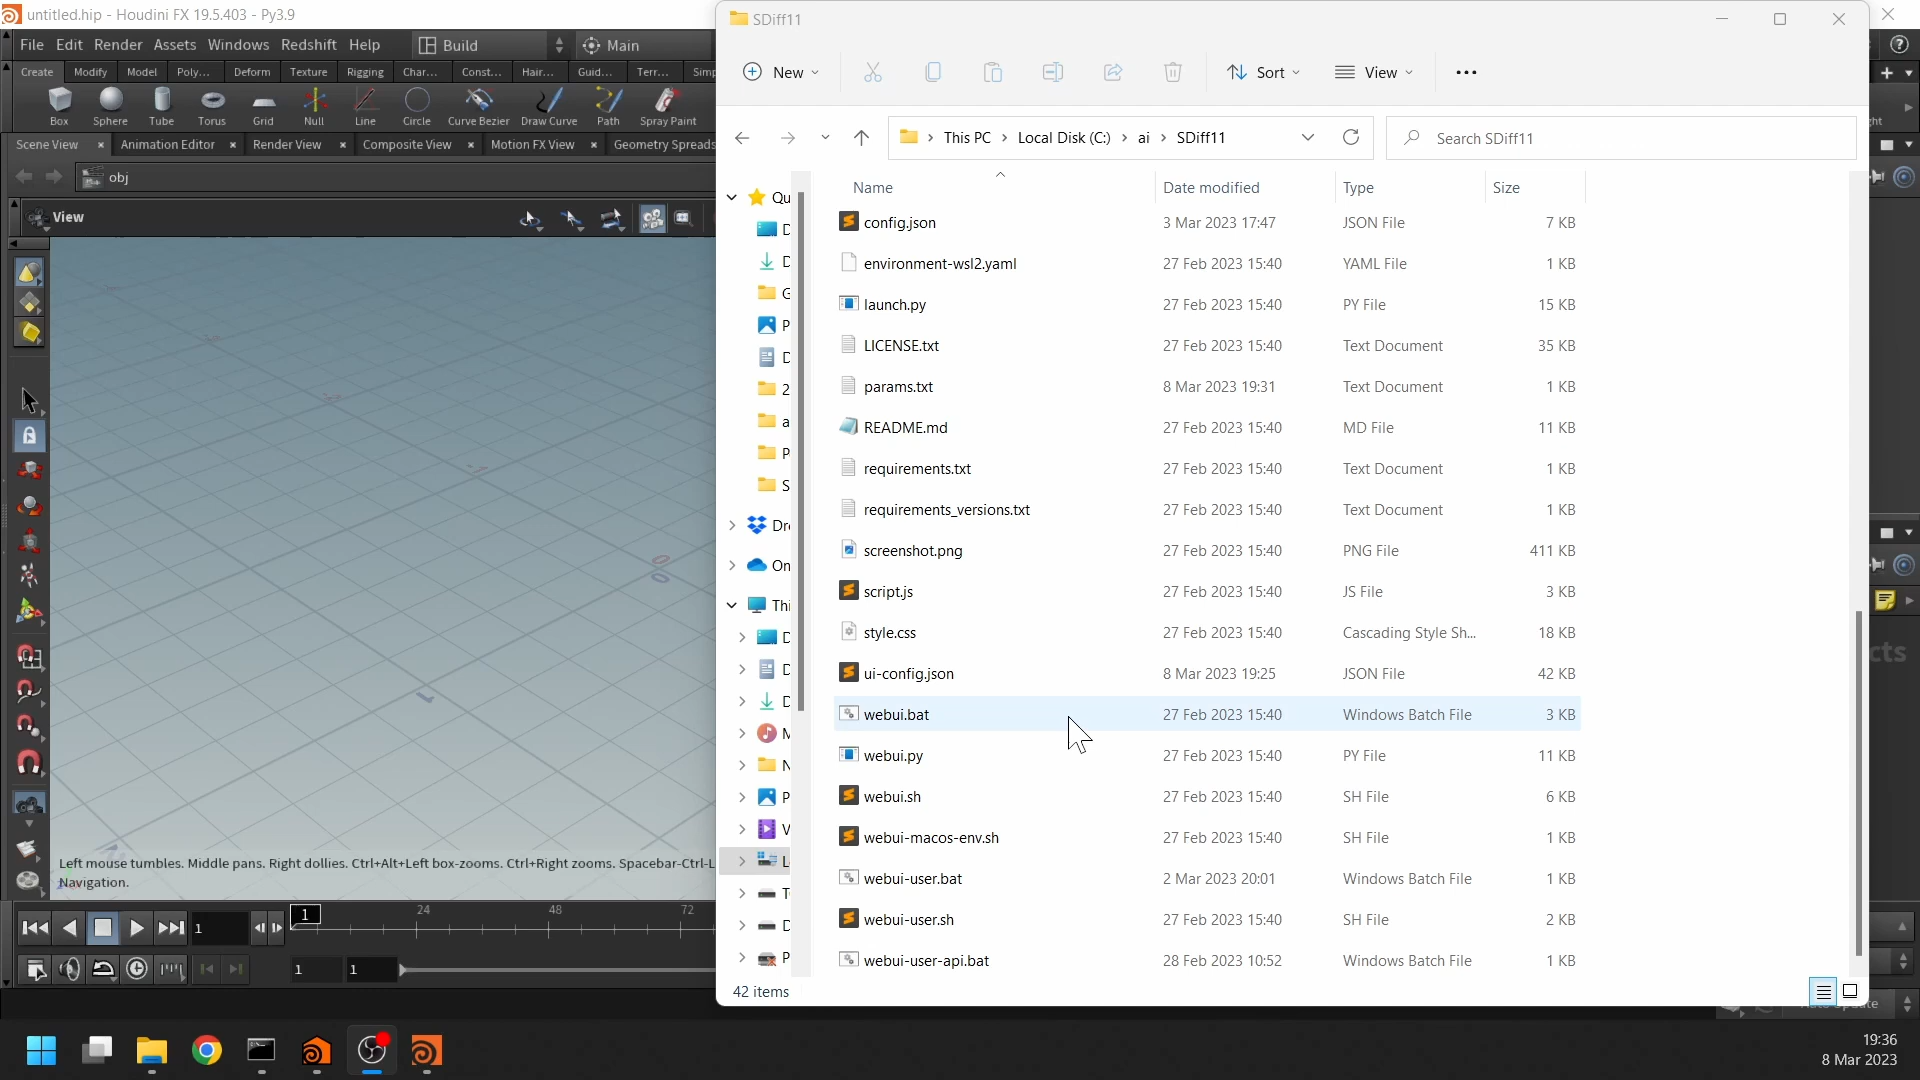 untitled.hip - Houdini FX 19.5.403 - Py3.9
File Edit Render Assets Windows Redshift Help Build Main
Create Modify Model Poly... Deform Texture Rigging Char... Const... Hair... Guid... Terr... Simp
Box Sphere Tube Torus Grid Null Line Circle Curve Bezier Draw Curve Path Spray Paint
Scene View Animation Editor Render View Composite View Motion FX View Geometry Spreads
obj
View
Left mouse tumbles. Middle pans. Right dollies. Ctrl+Alt+Left box-zooms. Ctrl+Right zooms. Spacebar-Ctrl-L
Navigation.
1 1 24 48 72
1 1
SDiff11
New Sort View
This PC Local Disk (C:) ai SDiff11 Search SDiff11
Name Date modified Type Size
config.json 3 Mar 2023 17:47 JSON File 7 KB
environment-wsl2.yaml 27 Feb 2023 15:40 YAML File 1 KB
launch.py 27 Feb 2023 15:40 PY File 15 KB
LICENSE.txt 27 Feb 2023 15:40 Text Document 35 KB
params.txt 8 Mar 2023 19:31 Text Document 1 KB
README.md 27 Feb 2023 15:40 MD File 11 KB
requirements.txt 27 Feb 2023 15:40 Text Document 1 KB
requirements_versions.txt 27 Feb 2023 15:40 Text Document 1 KB
screenshot.png 27 Feb 2023 15:40 PNG File 411 KB
script.js 27 Feb 2023 15:40 JS File 3 KB
style.css 27 Feb 2023 15:40 Cascading Style Sh... 18 KB
ui-config.json 8 Mar 2023 19:25 JSON File 42 KB
webui.bat 27 Feb 2023 15:40 Windows Batch File 3 KB
webui.py 27 Feb 2023 15:40 PY File 11 KB
webui.sh 27 Feb 2023 15:40 SH File 6 KB
webui-macos-env.sh 27 Feb 2023 15:40 SH File 1 KB
webui-user.bat 2 Mar 2023 20:01 Windows Batch File 1 KB
webui-user.sh 27 Feb 2023 15:40 SH File 2 KB
webui-user-api.bat 28 Feb 2023 10:52 Windows Batch File 1 KB
42 items
19:36
8 Mar 2023